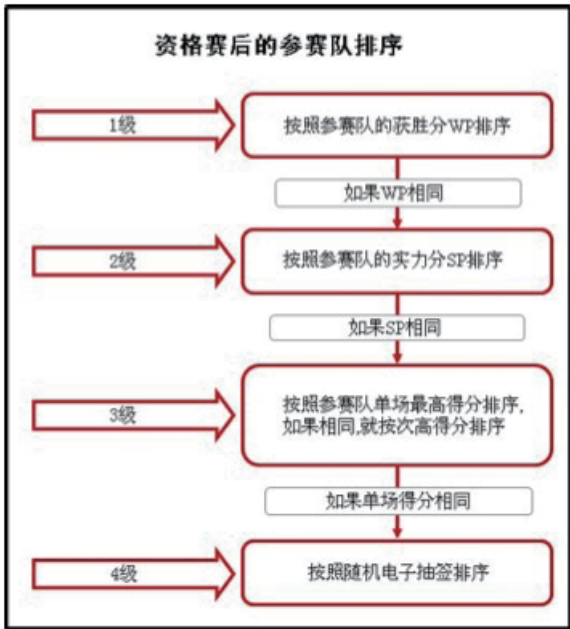 资格赛后的参赛队排序
1级
按照参赛队的获胜分WP排序
如果WP相同
2级
按照参赛队的实力分SP排序
如果SP相同
3级
按照参赛队单场最高得分排序,
如果相同,就按次高得分排序
如果单场得分相同
4级
按照随机电子抽签排序